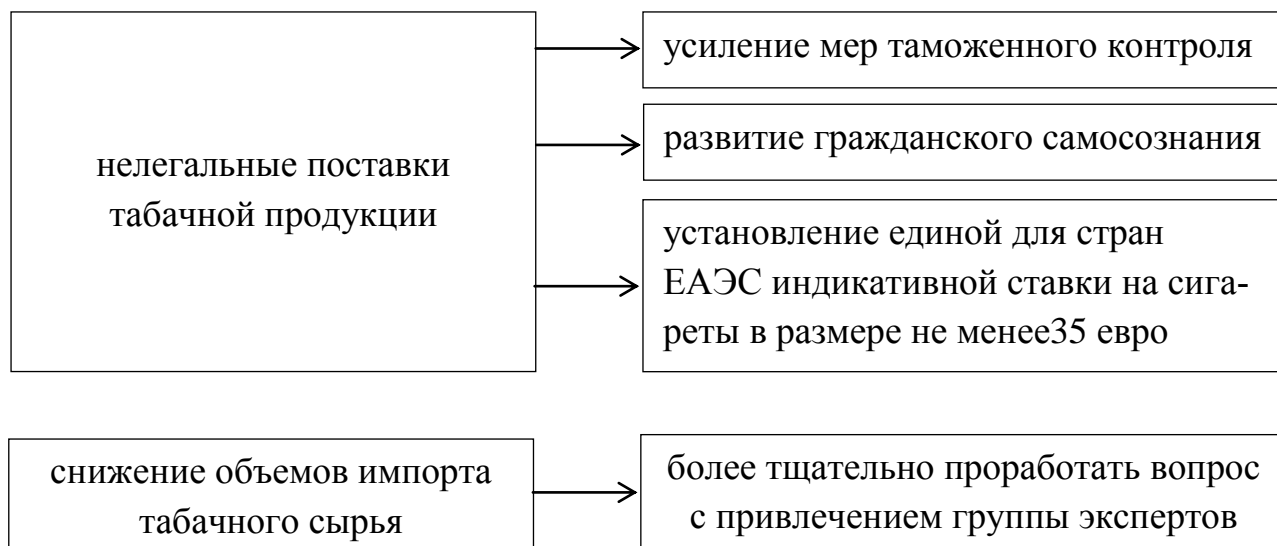 нелегальные поставки
табачной продукции
усиление мер таможенного контроля
развитие гражданского самосознания
установление единой для стран
ЕАЭС индикативной ставки на сига-
реты в размере не менее35 евро
снижение объемов импорта
табачного сырья
более тщательно проработать вопрос
с привлечением группы экспертов